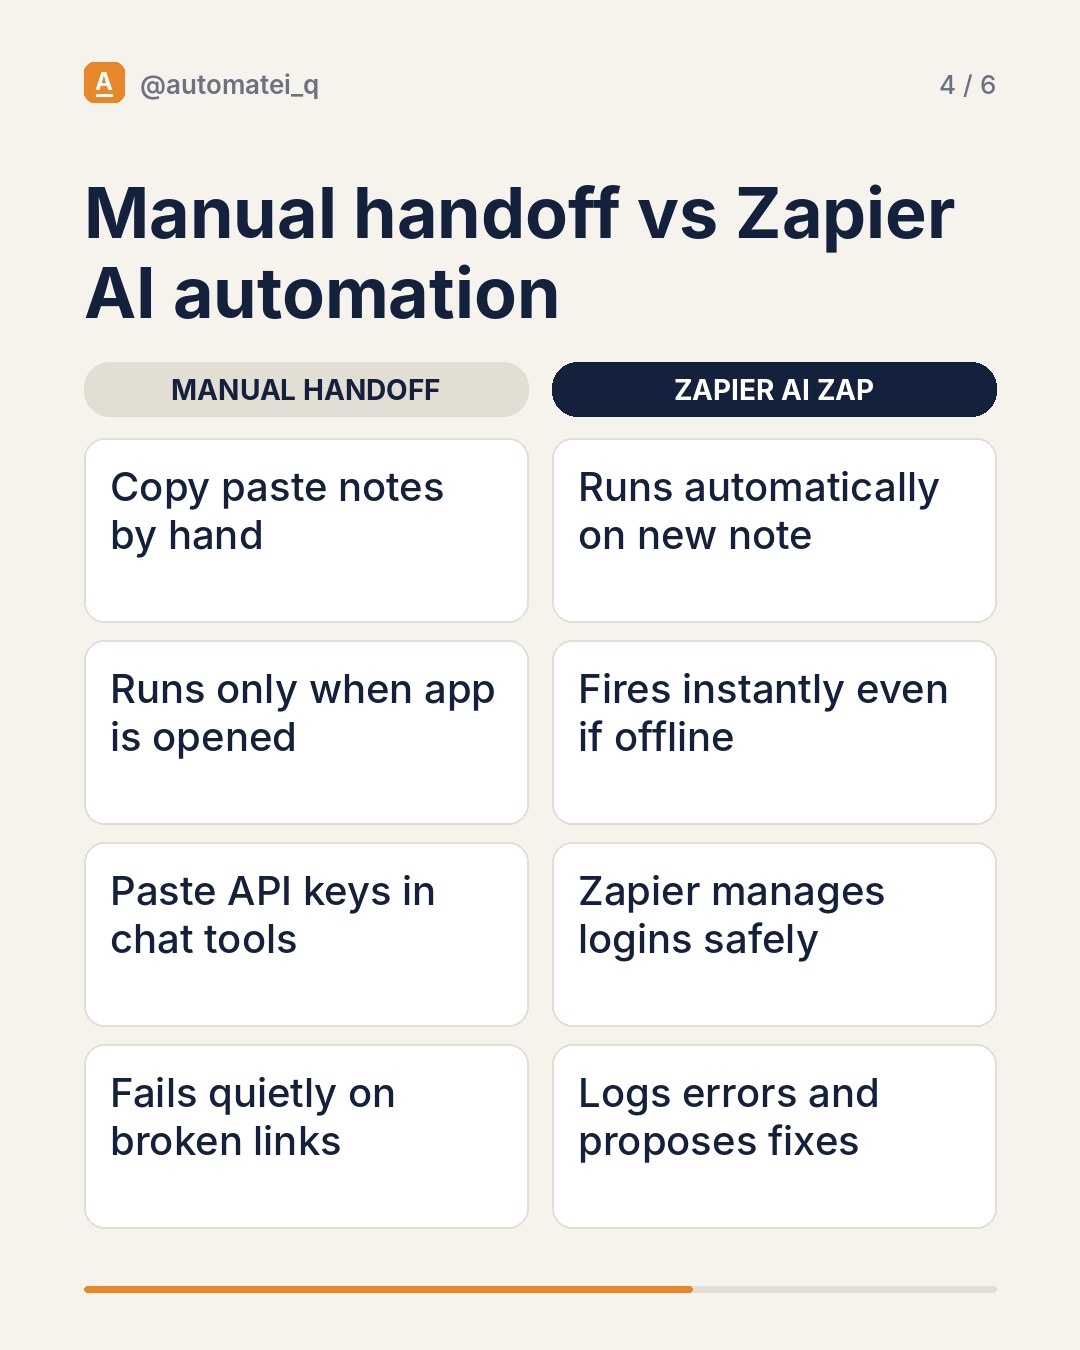 A
@automatei_q
4 / 6
Manual handoff vs Zapier
AI automation
MANUAL HANDOFF
ZAPIER AI ZAP
Copy paste notes
by hand
Runs automatically
on new note
Runs only when app
is opened
Fires instantly even
if offline
Paste API keys in
chat tools
Zapier manages
logins safely
Fails quietly on
broken links
Logs errors and
proposes fixes